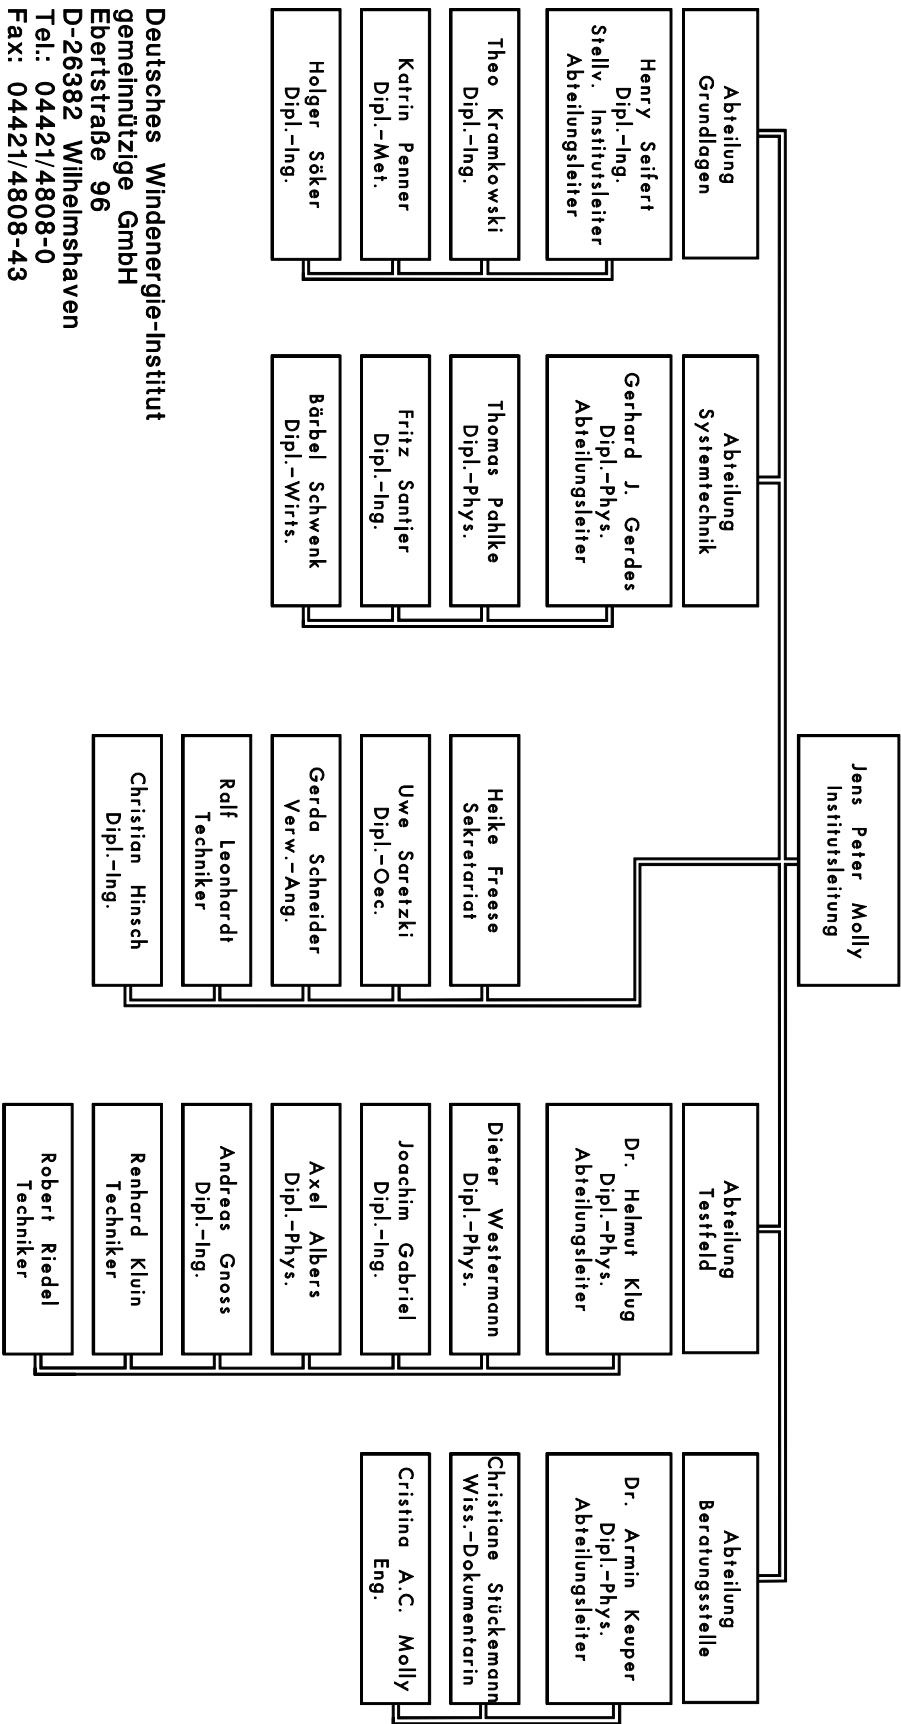 Jens Peter Molly
Institutsleitung
Abteilung
Grundlagen
Henry Seifert
Dipl.-Ing.
Stellv. Institutsleiter
Abteilungsleiter
Theo Kramkowski
Dipl.-Ing.
Katrin Penner
Dipl.-Met.
Holger Söker
Dipl.-Ing.
Abteilung
Systemtechnik
Gerhard J. Gerdes
Dipl.-Phys.
Abteilungsleiter
Thomas Pahlke
Dipl.-Phys.
Fritz Santjer
Dipl.-Ing.
Bärbel Schwenk
Dipl.-Wirts.
Heike Freese
Sekretariat
Uwe Saretzki
Dipl.-Oec.
Gerda Schneider
Verw.-Ang.
Ralf Leonhardt
Techniker
Christian Hinsch
Dipl.-Ing.
Abteilung
Testfeld
Dr. Helmut Klug
Dipl.-Phys.
Abteilungsleiter
Dieter Westermann
Dipl.-Phys.
Joachim Gabriel
Dipl.-Ing.
Axel Albers
Dipl.-Phys.
Andreas Gnoss
Dipl.-Ing.
Renhard Kluin
Techniker
Robert Riedel
Techniker
Abteilung
Beratungsstelle
Dr. Armin Keuper
Dipl.-Phys.
Abteilungsleiter
Christiane Stückemann
Wiss.-Dokumentarin
Cristina A.C. Molly
Eng.
Deutsches Windenergie-Institut
gemeinnützige GmbH
Ebertstraße 96
D-26382 Wilhelmshaven
Tel.: 04421/4808-0
Fax: 04421/4808-43